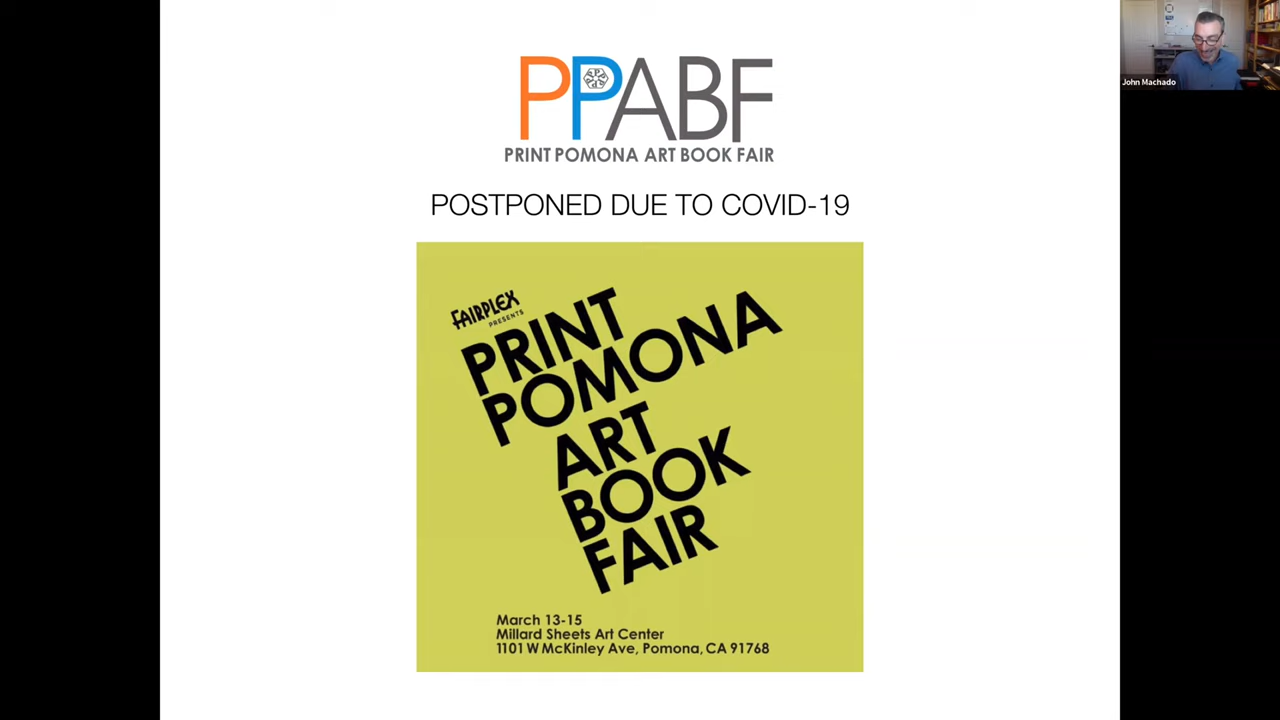 PPABF
PRINT POMONA ART BOOK FAIR
POSTPONED DUE TO COVID-19
FAIRPLEX
PRESENTS
PRINT
POMONA
ART
BOOK
FAIR
March 13-15
Millard Sheets Art Center
1101 W McKinley Ave, Pomona, CA 91768
John Machado